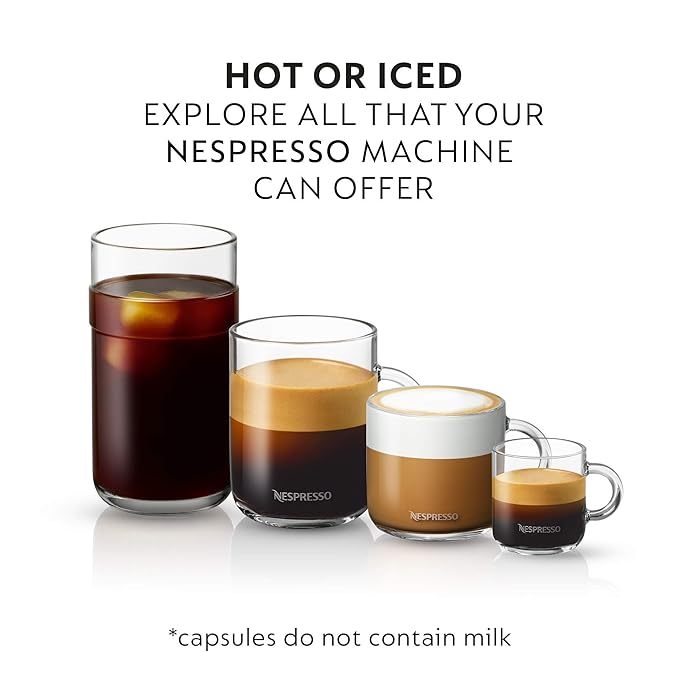 HOT OR ICED
EXPLORE ALL THAT YOUR
NESPRESSO MACHINE
CAN OFFER
NESPRESSO
NESPRESSO
NESPRESSO
*capsules do not contain milk